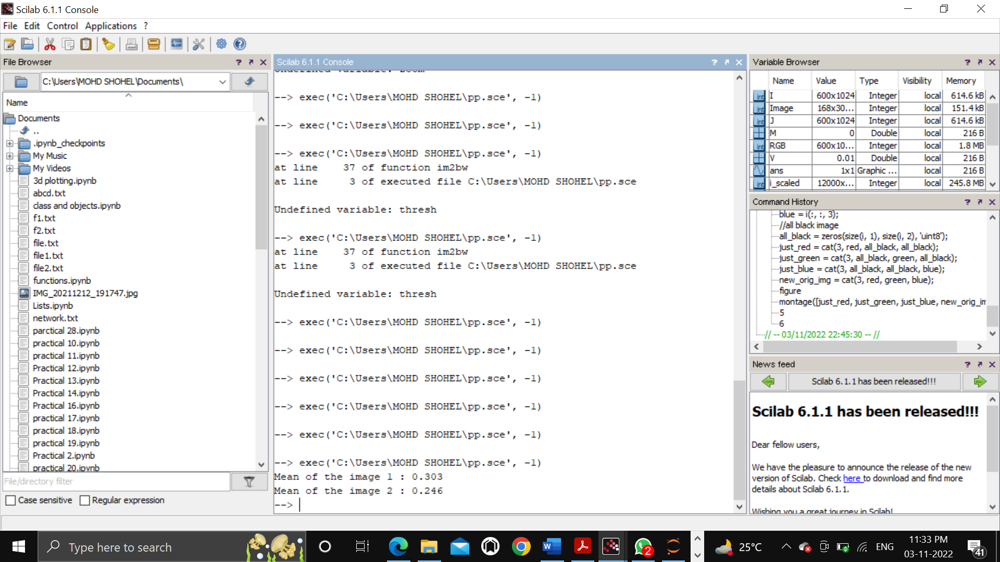 Scilab 6.1.1 Console
File Edit Control Applications ?
File Browser
C:\Users\MOHD SHOHEL\Documents\
Name
Documents
..
.ipynb_checkpoints
My Music
My Videos
3d plotting.ipynb
abcd.txt
class and objects.ipynb
f1.txt
f2.txt
file.txt
file1.txt
file2.txt
functions.ipynb
IMG_20211212_191747.jpg
Lists.ipynb
network.txt
parctical 28.ipynb
practical 10.ipynb
practical 11.ipynb
Practical 12.ipynb
Practical 13.ipynb
Practical 14.ipynb
Practical 16.ipynb
practical 17.ipynb
practical 18.ipynb
practical 19.ipynb
Practical 2.ipynb
practical 20.ipynb
File/directory filter
Case sensitive Regular expression
Scilab 6.1.1 Console
Undefined variable: zoom
--> exec('C:\Users\MOHD SHOHEL\pp.sce', -1)
--> exec('C:\Users\MOHD SHOHEL\pp.sce', -1)
--> exec('C:\Users\MOHD SHOHEL\pp.sce', -1)
at line 37 of function im2bw
at line 3 of executed file C:\Users\MOHD SHOHEL\pp.sce
Undefined variable: thresh
--> exec('C:\Users\MOHD SHOHEL\pp.sce', -1)
at line 37 of function im2bw
at line 3 of executed file C:\Users\MOHD SHOHEL\pp.sce
Undefined variable: thresh
--> exec('C:\Users\MOHD SHOHEL\pp.sce', -1)
--> exec('C:\Users\MOHD SHOHEL\pp.sce', -1)
--> exec('C:\Users\MOHD SHOHEL\pp.sce', -1)
--> exec('C:\Users\MOHD SHOHEL\pp.sce', -1)
--> exec('C:\Users\MOHD SHOHEL\pp.sce', -1)
--> exec('C:\Users\MOHD SHOHEL\pp.sce', -1)
Mean of the image 1 : 0.303
Mean of the image 2 : 0.246
-->
Variable Browser
Name Value Type Visibility Memory
I 600x1024 Integer local 614.6 kB
Image 168x30... Integer local 151.4 kB
J 600x1024 Integer local 614.6 kB
M 0 Double local 216 B
RGB 600x10... Integer local 1.8 MB
V 0.01 Double local 216 B
ans 1x1 Graphic ... local 216 B
i_scaled 12000x... Integer local 245.8 MB
Command History
blue = i(:, :, 3);
//all black image
all_black = zeros(size(i, 1), size(i, 2), 'uint8');
just_red = cat(3, red, all_black, all_black);
just_green = cat(3, all_black, green, all_black);
just_blue = cat(3, all_black, all_black, blue);
new_orig_img = cat(3, red, green, blue);
figure
montage([just_red, just_green, just_blue, new_orig_im
5
6
// -- 03/11/2022 22:45:30 -- //
News feed
Scilab 6.1.1 has been released!!!
Scilab 6.1.1 has been released!!!
Dear fellow users,
We have the pleasure to announce the release of the new
version of Scilab. Check here to download and find more
details about Scilab 6.1.1.
Wishing you a great journey in Scilab!
Type here to search
2
25°C
ENG
11:33 PM
03-11-2022
41